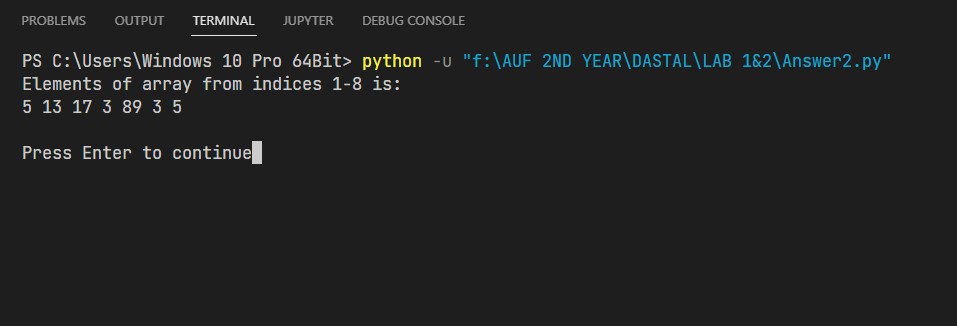 PROBLEMS OUTPUT TERMINAL JUPYTER DEBUG CONSOLE
PS C:\Users\Windows 10 Pro 64Bit> python -u "f:\AUF 2ND YEAR\DASTAL\LAB 1&2\Answer2.py"
Elements of array from indices 1-8 is:
5 13 17 3 89 3 5
Press Enter to continue